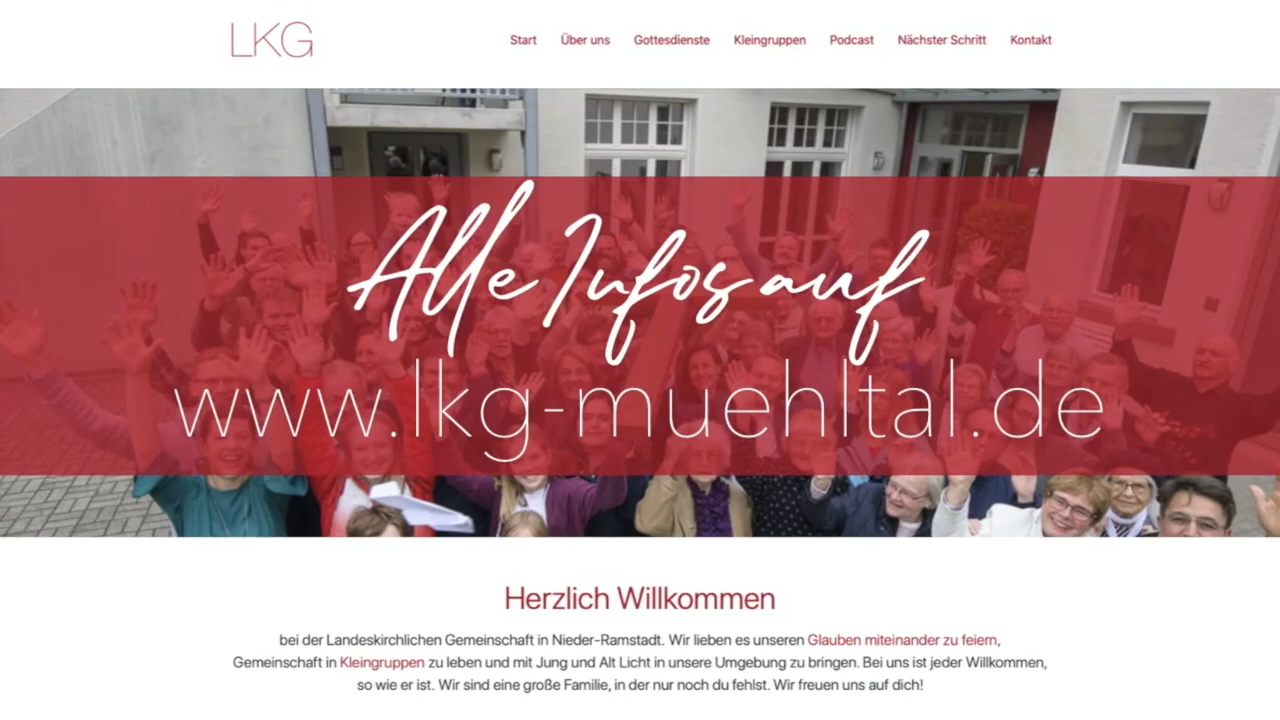 LKG
Start Über uns Gottesdienste Kleingruppen Podcast Nächster Schritt Kontakt
Alle Infos auf
www.lkg-muehltal.de
Herzlich Willkommen
bei der Landeskirchlichen Gemeinschaft in Nieder-Ramstadt. Wir lieben es unseren Glauben miteinander zu feiern,
Gemeinschaft in Kleingruppen zu leben und mit Jung und Alt Licht in unsere Umgebung zu bringen. Bei uns ist jeder Willkommen,
so wie er ist. Wir sind eine große Familie, in der nur noch du fehlst. Wir freuen uns auf dich!